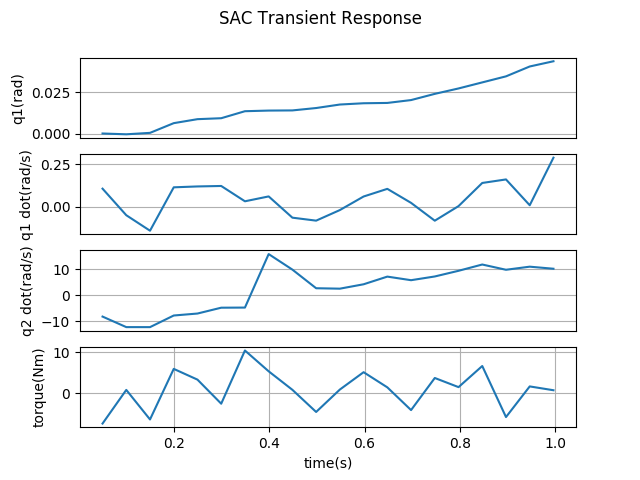 SAC Transient Response
q1(rad)
0.025
0.000
q1 dot(rad/s)
0.25
0.00
q2 dot(rad/s)
10
0
−10
torque(Nm)
10
0
0.2 0.4 0.6 0.8 1.0
time(s)